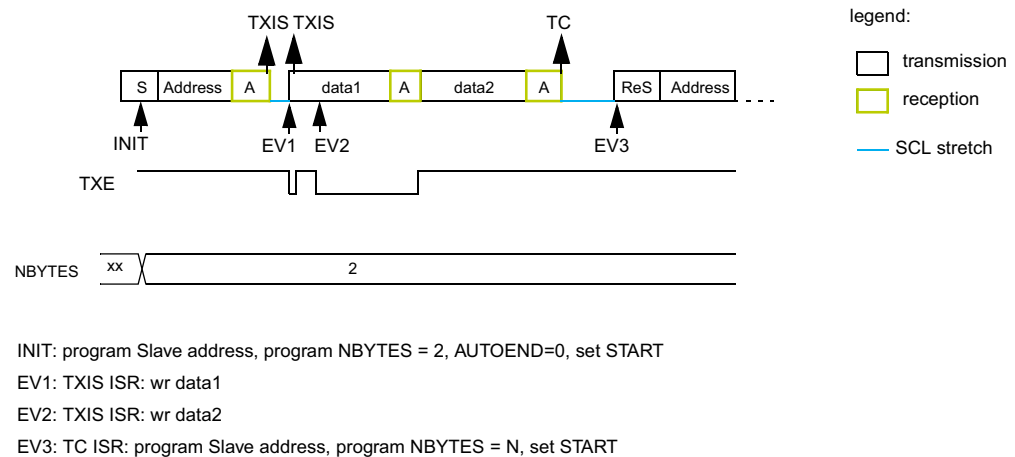 legend:
TXIS TXIS TC
transmission
S Address A data1 A data2 A ReS Address
reception
INIT EV1 EV2 EV3
SCL stretch
TXE
NBYTES xx 2
INIT: program Slave address, program NBYTES = 2, AUTOEND=0, set START
EV1: TXIS ISR: wr data1
EV2: TXIS ISR: wr data2
EV3: TC ISR: program Slave address, program NBYTES = N, set START